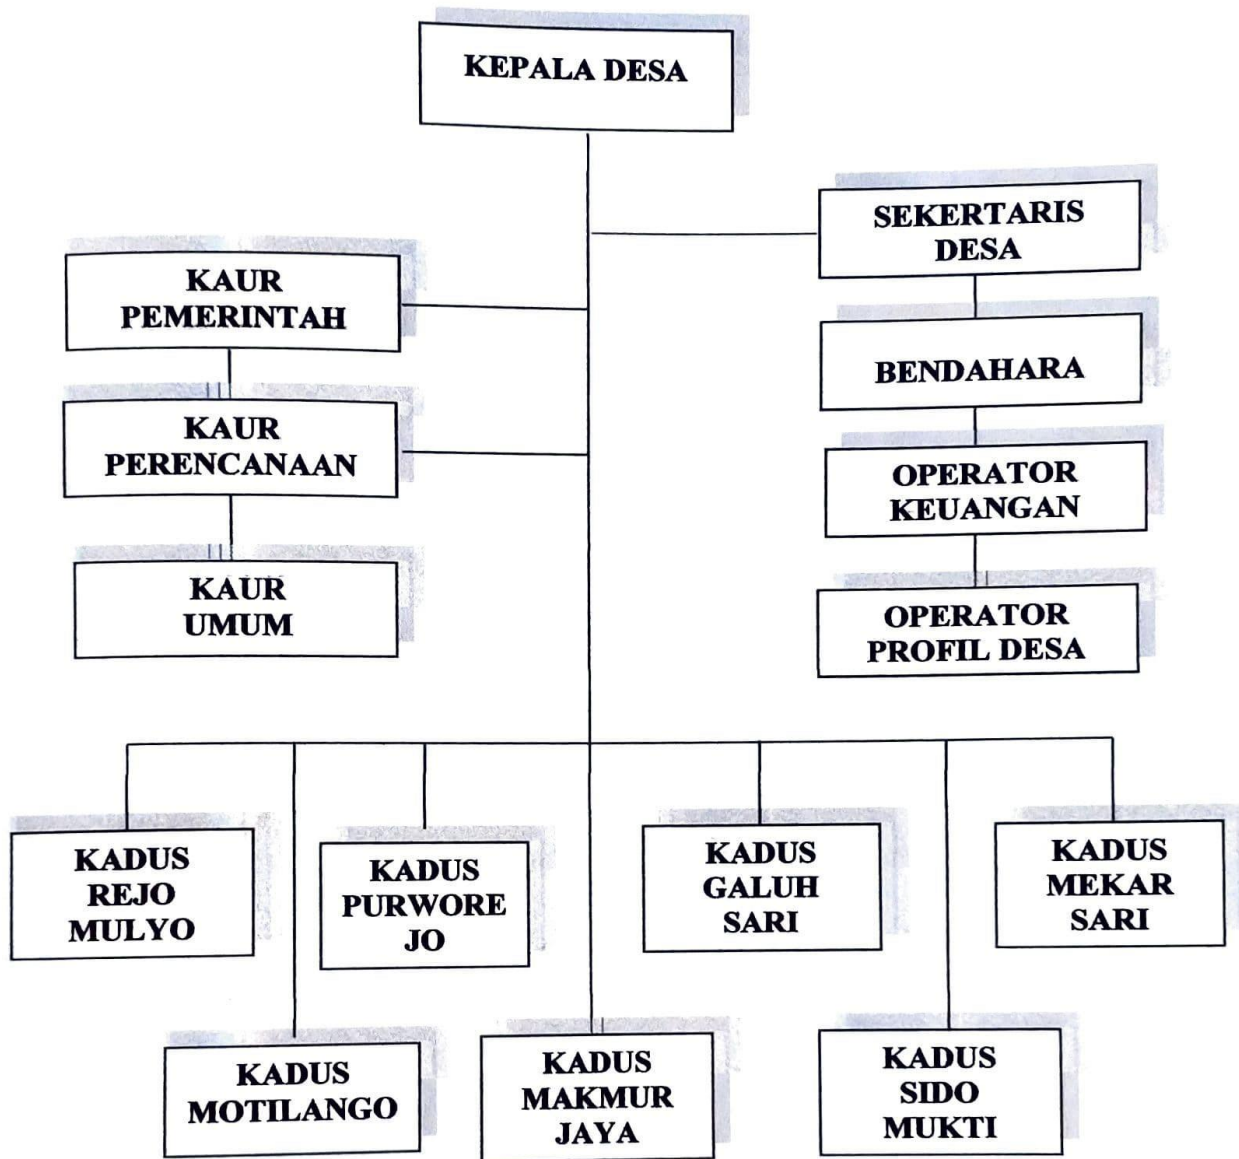 KEPALA DESA
SEKERTARIS
DESA
KAUR
PEMERINTAH
BENDAHARA
KAUR
PERENCANAAN
OPERATOR
KEUANGAN
KAUR
UMUM
OPERATOR
PROFIL DESA
KADUS
REJO
MULYO
KADUS
PURWORE
JO
KADUS
GALUH
SARI
KADUS
MEKAR
SARI
KADUS
MOTILANGO
KADUS
MAKMUR
JAYA
KADUS
SIDO
MUKTI